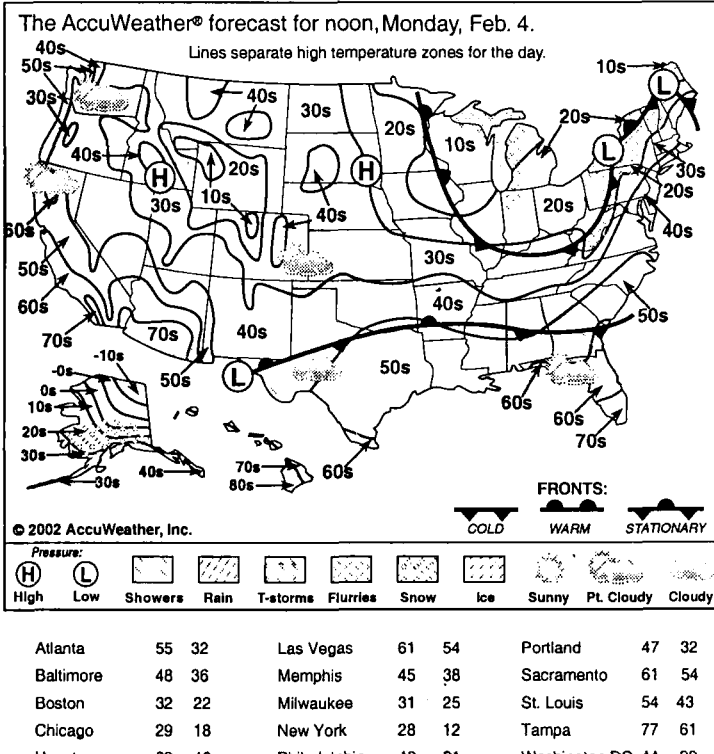 The AccuWeather® forecast for noon, Monday, Feb. 4.
Lines separate high temperature zones for the day.
40s
50s
30s
40s
30s
20s
10s
20s
10s
L
L
H
H
40s
20s
10s
30s
40s
20s
30s
20s
40s
60s
50s
60s
70s
70s
50s
40s
30s
40s
50s
50s
L
60s
60s
70s
60s
-10s
-0s
0s
10s
20s
30s
30s
40s
70s
80s
FRONTS:
COLD WARM STATIONARY
© 2002 AccuWeather, Inc.
Pressure:
H L
High Low Showers Rain T-storms Flurries Snow Ice Sunny Pt. Cloudy Cloudy
Atlanta 55 32 Las Vegas 61 54 Portland 47 32
Baltimore 48 36 Memphis 45 38 Sacramento 61 54
Boston 32 22 Milwaukee 31 25 St. Louis 54 43
Chicago 29 18 New York 28 12 Tampa 77 61